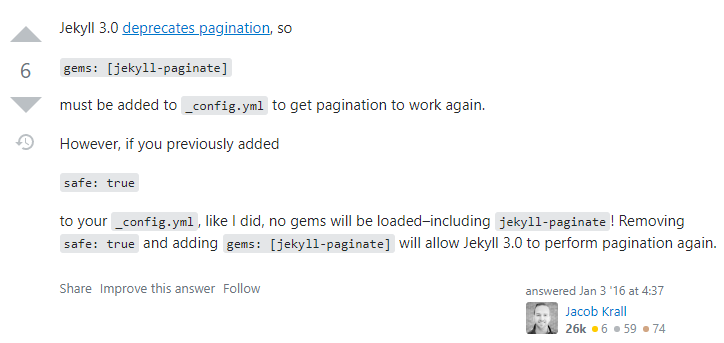 Jekyll 3.0 deprecates pagination, so
6
gems: [jekyll-paginate]
must be added to _config.yml to get pagination to work again.
However, if you previously added
safe: true
to your _config.yml, like I did, no gems will be loaded–including jekyll-paginate! Removing
safe: true and adding gems: [jekyll-paginate] will allow Jekyll 3.0 to perform pagination again.
Share Improve this answer Follow
answered Jan 3 '16 at 4:37
Jacob Krall
26k 6 59 74